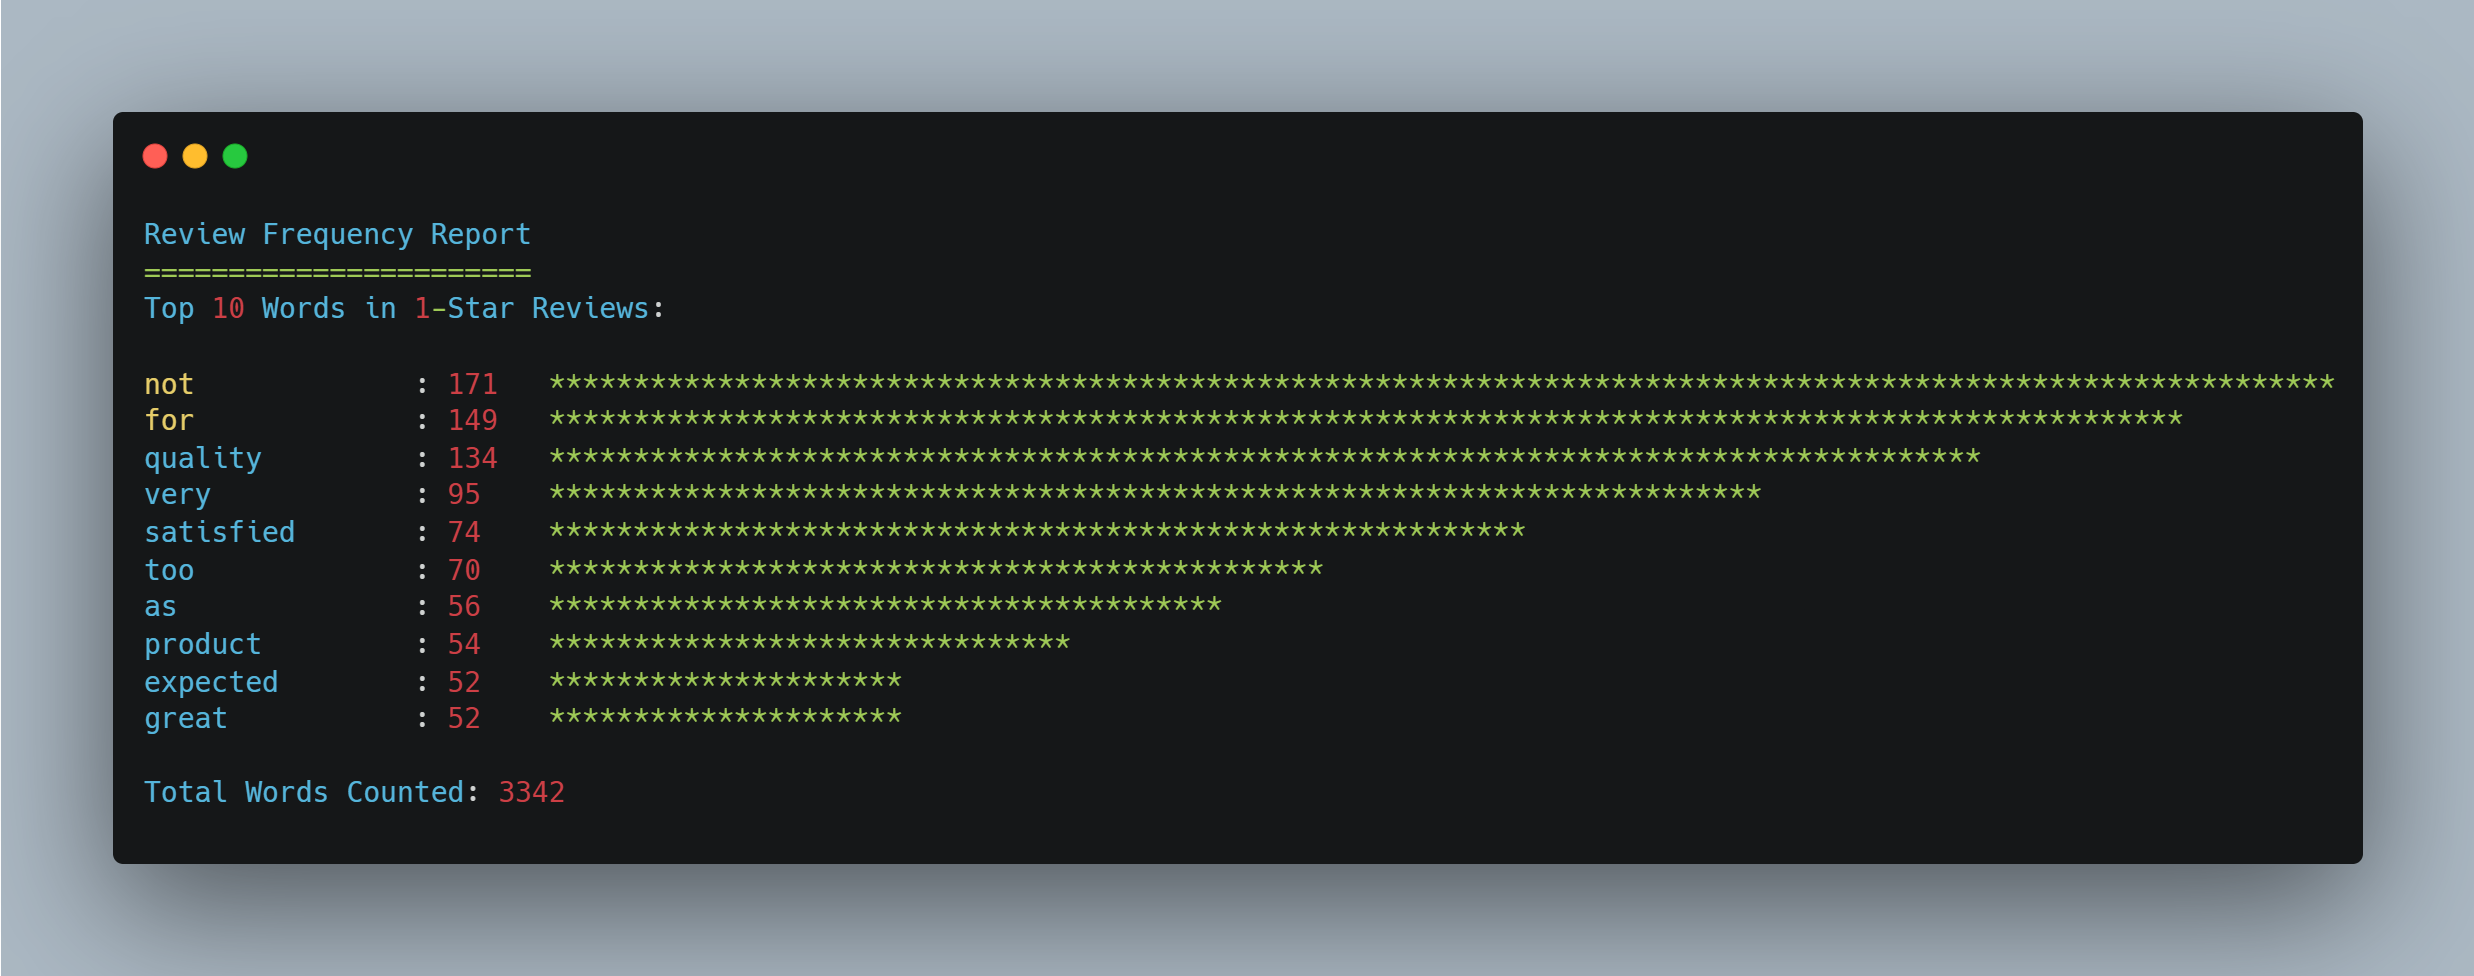 Review Frequency Report
=======================
Top 10 Words in 1-Star Reviews:
not             : 171   **********************************************************************************************************
for             : 149   *************************************************************************************************
quality         : 134   *************************************************************************************
very            : 95    ************************************************************************
satisfied       : 74    **********************************************************
too             : 70    **********************************************
as              : 56    ****************************************
product         : 54    *******************************
expected        : 52    *********************
great           : 52    *********************
Total Words Counted: 3342